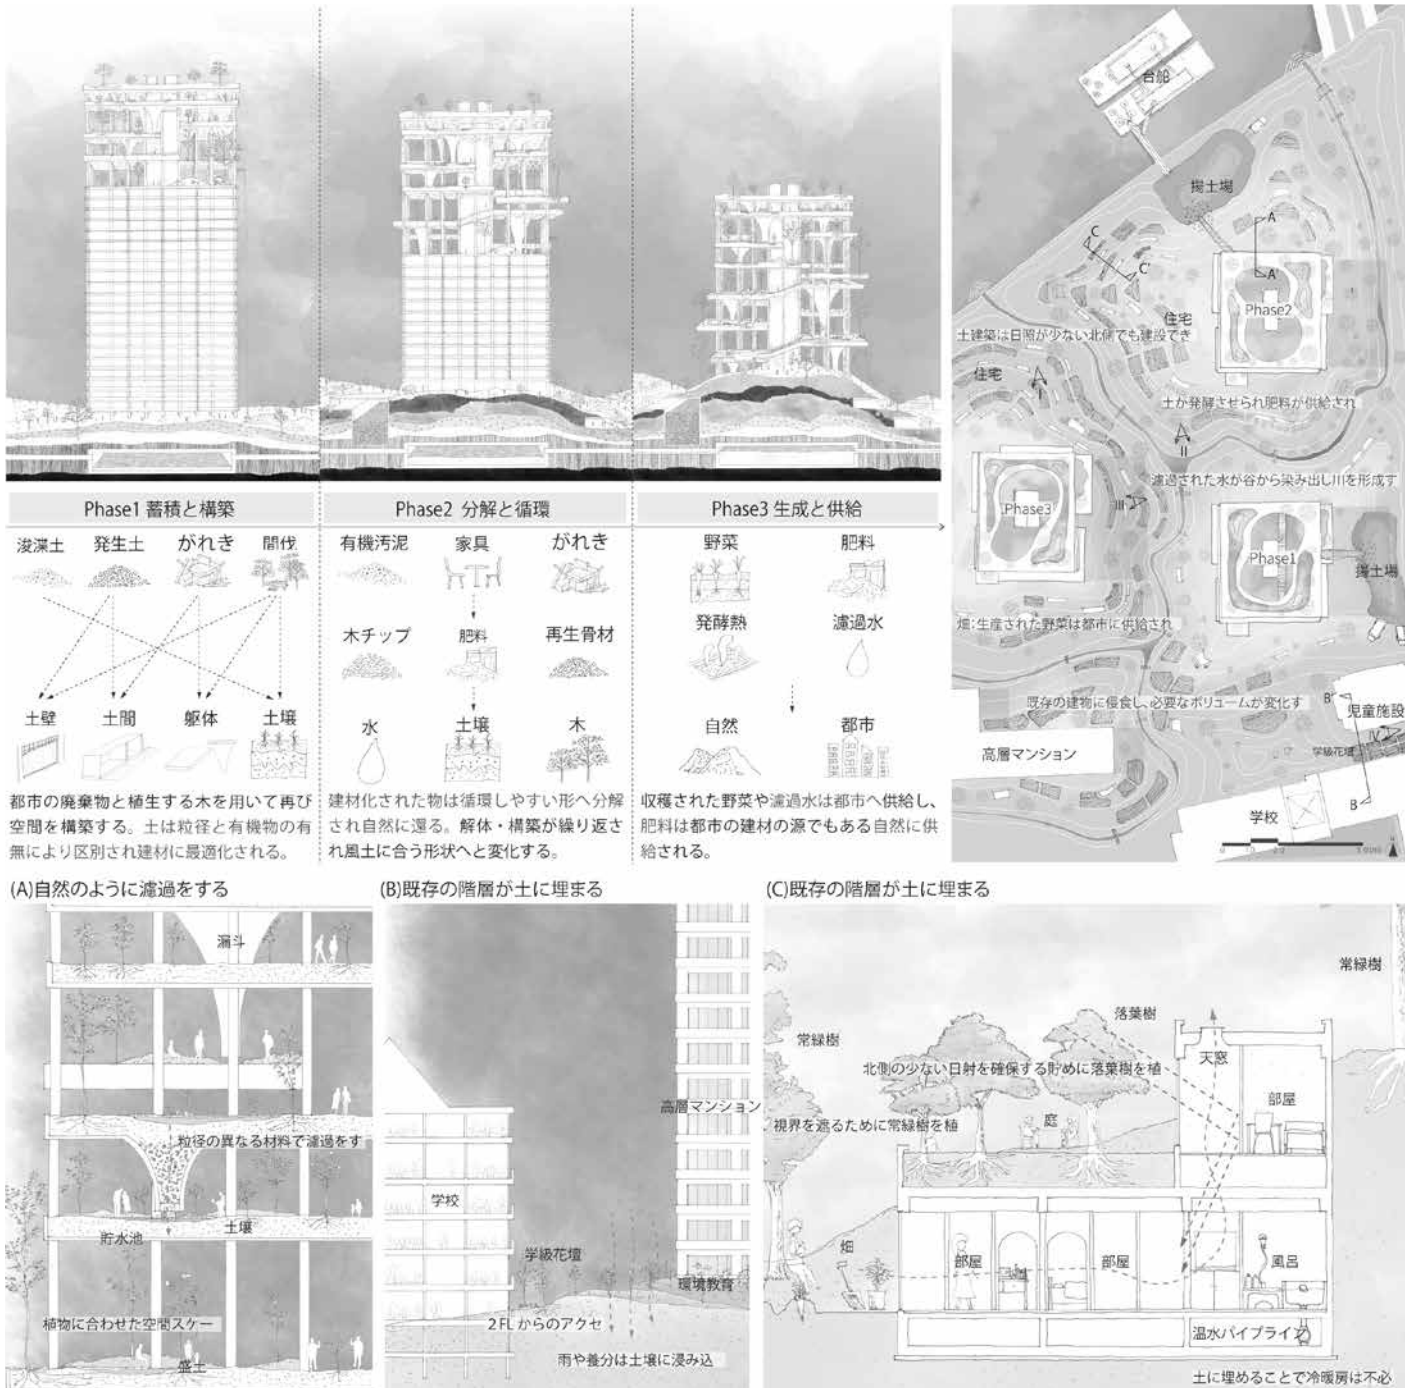 Phase1 蓄積と構築
Phase2 分解と循環
Phase3 生成と供給
浚渫土
発生土
がれき
間伐
土壁
土間
躯体
土壌
都市の廃棄物と植生する木を用いて再び
空間を構築する。土は粒径と有機物の有
無により区別され建材に最適化される。
有機汚泥
家具
がれき
木チップ
肥料
再生骨材
水
土壌
木
建材化された物は循環しやすい形へ分解
され自然に還る。解体・構築が繰り返さ
れ風土に合う形状へと変化する。
野菜
肥料
発酵熱
濾過水
自然
都市
収穫された野菜や濾過水は都市へ供給し、
肥料は都市の建材の源でもある自然に供
給される。
台船
揚土場
A
A'
C
C'
Phase2
住宅
土建築は日照が少ない北側でも建設でき
住宅
I
土が発酵させられ肥料が供給され
II
濾過された水が谷から染み出し川を形成す
Phase3
III
Phase1
揚土場
畑:生産された野菜は都市に供給され
既存の建物に侵食し、必要なボリュームが変化す
B'
児童施設
IV
学級花壇
高層マンション
B
学校
(A)自然のように濾過をする
漏斗
粒径の異なる材料で濾過をす
土壌
貯水池
植物に合わせた空間スケー
盛土
(B)既存の階層が土に埋まる
高層マンション
学校
学級花壇
環境教育
2FLからのアクセ
雨や養分は土壌に浸み込
(C)既存の階層が土に埋まる
常緑樹
落葉樹
常緑樹
天窓
北側の少ない日射を確保する貯めに落葉樹を植
部屋
視界を遮るために常緑樹を植
庭
畑
部屋
部屋
風呂
温水パイプライン
土に埋めることで冷暖房は不必